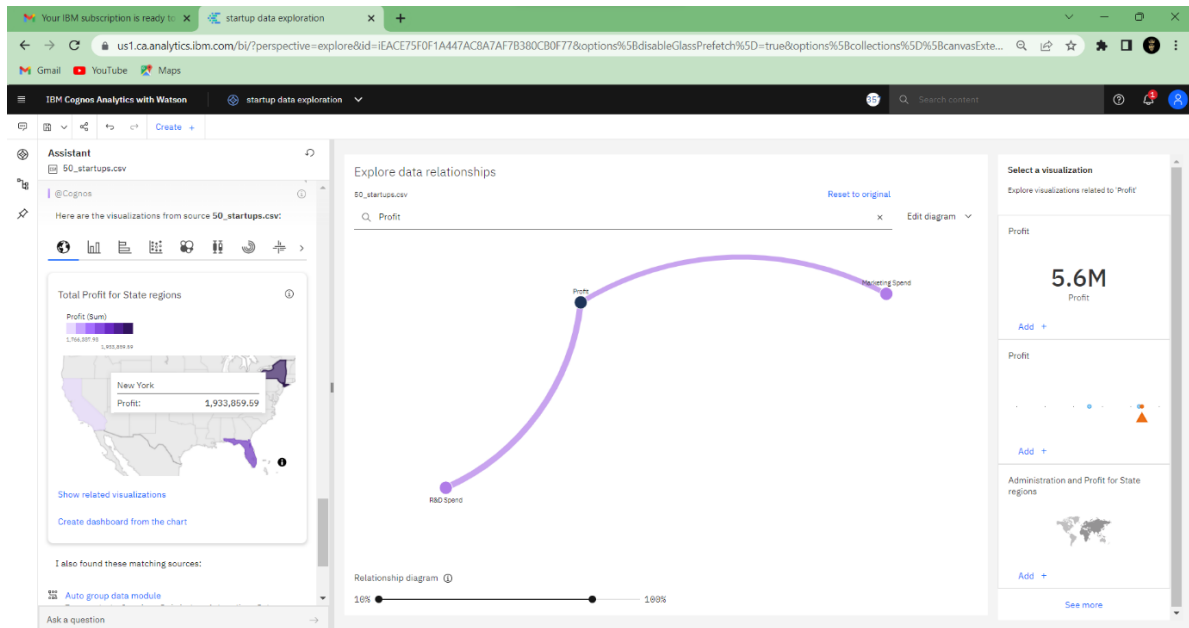 Your IBM subscription is ready to
startup data exploration
us1.ca.analytics.ibm.com/bi/?perspective=explore&id=iEACE75F0F1A447AC8A7AF7B380CB0F77&options%5BdisableGlassPrefetch%5D=true&options%5Bcollections%5D%5BcanvasExte...
Gmail YouTube Maps
IBM Cognos Analytics with Watson
startup data exploration
Search content
1
Create +
Assistant
50_startups.csv
@Cognos
Here are the visualizations from source 50_startups.csv:
Total Profit for State regions
Profit (Sum)
1,933,859.59
New York
Profit: 1,933,859.59
Show related visualizations
Create dashboard from the chart
I also found these matching sources:
Auto group data module
Ask a question
Explore data relationships
50_startups.csv
Reset to original
Profit
Edit diagram
Profit
Marketing Spend
R&D Spend
Relationship diagram
10%
100%
Select a visualization
Explore visualizations related to 'Profit'
Profit
5.6M
Profit
Add +
Profit
Add +
Administration and Profit for State
regions
Add +
See more